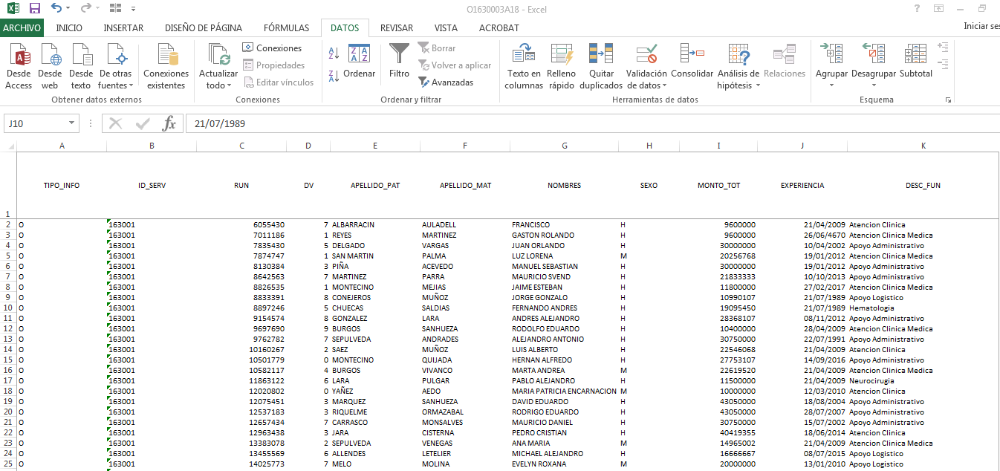 O1630003A18 - Excel
ARCHIVO INICIO INSERTAR DISEÑO DE PÁGINA FÓRMULAS DATOS REVISAR VISTA ACROBAT Iniciar ses
Desde Access Desde web Desde texto De otras fuentes Conexiones existentes Actualizar todo Conexiones Propiedades Editar vínculos Ordenar Filtro Borrar Volver a aplicar Avanzadas Texto en columnas Relleno rápido Quitar duplicados Validación de datos Consolidar Análisis de hipótesis Relaciones Agrupar Desagrupar Subtotal
Obtener datos externos Conexiones Ordenar y filtrar Herramientas de datos Esquema
J10 fx 21/07/1989
A B C D E F G H I J K
1 TIPO_INFO ID_SERV RUN DV APELLIDO_PAT APELLIDO_MAT NOMBRES SEXO MONTO_TOT EXPERIENCIA DESC_FUN
2 O 163001 6055430 7 ALBARRACIN AULADELL FRANCISCO H 9600000 21/04/2009 Atencion Clinica
3 O 163001 7011186 1 REYES MARTINEZ GASTON ROLANDO H 9600000 26/06/4670 Atencion Clinica Medica
4 O 163001 7835430 5 DELGADO VARGAS JUAN ORLANDO H 30000000 10/04/2002 Apoyo Administrativo
5 O 163001 7874747 1 SAN MARTIN PALMA LUZ LORENA M 20256768 19/01/2012 Atencion Clinica Medica
6 O 163001 8130384 3 PIÑA ACEVEDO MANUEL SEBASTIAN H 30000000 19/01/2012 Apoyo Administrativo
7 O 163001 8642563 7 MARTINEZ PARRA MAURICIO SVEND H 21833333 10/10/2013 Apoyo Administrativo
8 O 163001 8826535 1 MONTECINO MEJIAS JAIME ESTEBAN H 11800000 27/02/2017 Atencion Clinica Medica
9 O 163001 8833391 8 CONEJEROS MUÑOZ JORGE GONZALO H 10990107 21/07/1989 Apoyo Logistico
10 O 163001 8897246 5 CHUECAS SALDIAS FERNANDO ANDRES H 19095450 21/07/1989 Hematologia
11 O 163001 9154574 8 GONZALEZ LARA ANDRES ALEJANDRO H 28368107 08/11/2012 Apoyo Administrativo
12 O 163001 9697690 9 BURGOS SANHUEZA RODOLFO EDUARDO H 10400000 28/04/2009 Atencion Clinica Medica
13 O 163001 9762782 7 SEPULVEDA ANDRADES ALEJANDRO ANTONIO H 30750000 22/07/1991 Apoyo Administrativo
14 O 163001 10160267 2 SAEZ MUÑOZ LUIS ALBERTO H 22546068 21/04/2009 Atencion Clinica
15 O 163001 10501779 0 MONTECINO QUIJADA HERNAN ALFREDO H 27753107 14/09/2016 Apoyo Administrativo
16 O 163001 10582117 4 BURGOS VIVANCO MARTA ANDREA M 22619520 21/04/2009 Atencion Clinica Medica
17 O 163001 11863122 6 LARA PULGAR PABLO ALEJANDRO H 11500000 21/04/2009 Neurocirugia
18 O 163001 12020802 0 YAÑEZ AEDO MARIA PATRICIA ENCARNACION M 10000000 12/03/2010 Atencion Clinica
19 O 163001 12075451 3 MARQUEZ SANHUEZA DAVID EDUARDO H 43050000 18/08/2004 Apoyo Administrativo
20 O 163001 12537183 3 RIQUELME ORMAZABAL RODRIGO EDUARDO H 43050000 28/07/2007 Apoyo Administrativo
21 O 163001 12657434 7 CARRASCO MONSALVES MAURICIO DANIEL H 30750000 15/07/2002 Apoyo Administrativo
22 O 163001 12963438 3 JARA CISTERNA PEDRO CRISTIAN H 40419355 18/06/2014 Atencion Clinica
23 O 163001 13383078 2 SEPULVEDA VENEGAS ANA MARIA M 14965002 21/04/2009 Atencion Clinica Medica
24 O 163001 13455569 6 ALLENDES LETELIER MICHAEL ALEJANDRO H 16666667 08/07/2015 Apoyo Logistico
25 O 163001 14025773 7 MELO MOLINA EVELYN ROXANA M 20000000 13/01/2010 Apoyo Logistico